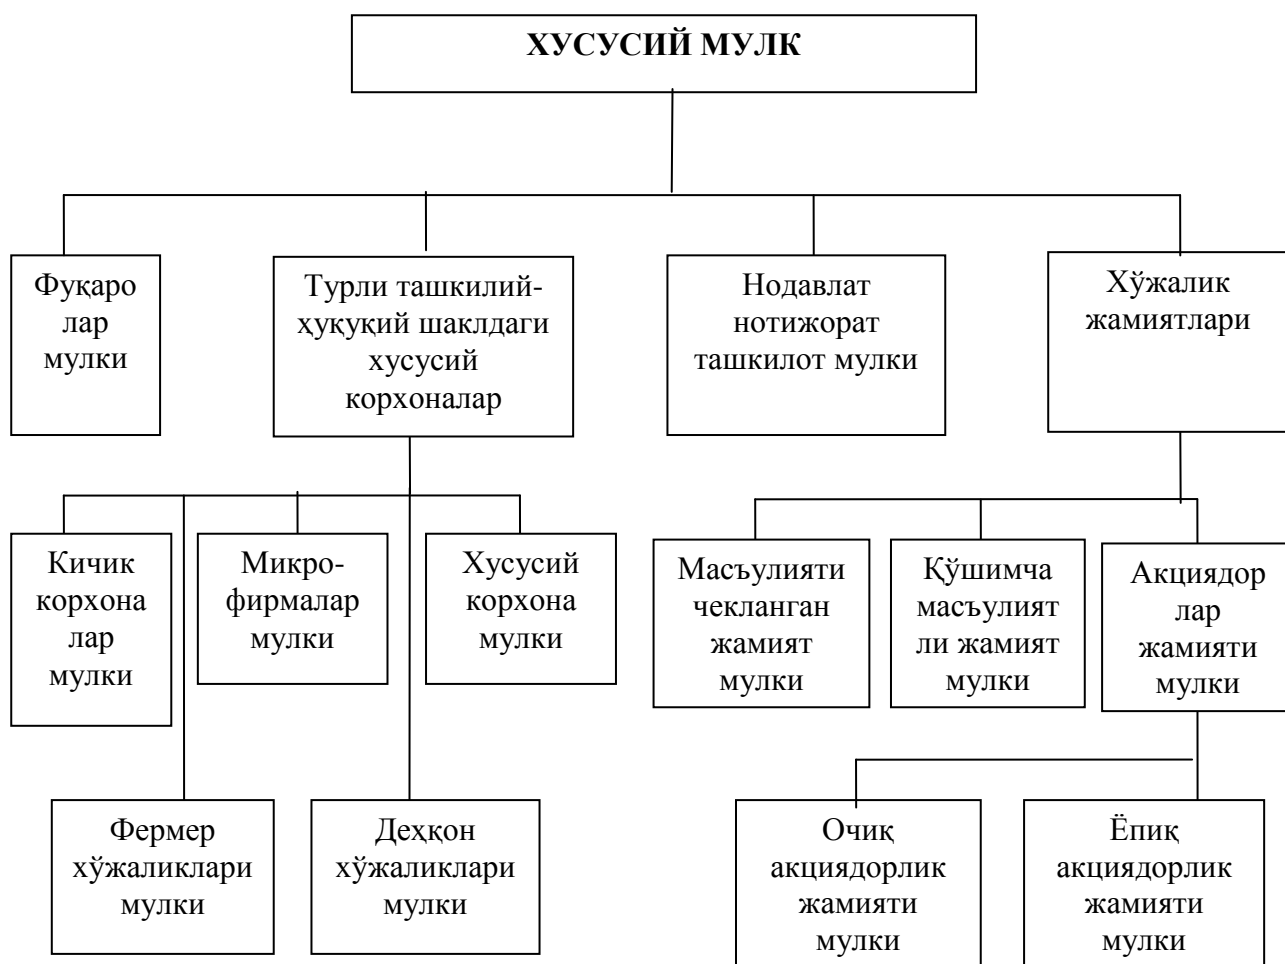 ХУСУСИЙ МУЛК
Фуқаро
лар
мулки
Турли ташкилий-
ҳуқуқий шаклдаги
хусусий
корхоналар
Нодавлат
нотижорат
ташкилот мулки
Хўжалик
жамиятлари
Кичик
корхона
лар
мулки
Микро-
фирмалар
мулки
Хусусий
корхона
мулки
Масъулияти
чекланган
жамият
мулки
Қўшимча
масъулият
ли жамият
мулки
Акциядор
лар
жамияти
мулки
Фермер
хўжаликлари
мулки
Деҳқон
хўжаликлари
мулки
Очиқ
акциядорлик
жамияти
мулки
Ёпиқ
акциядорлик
жамияти
мулки